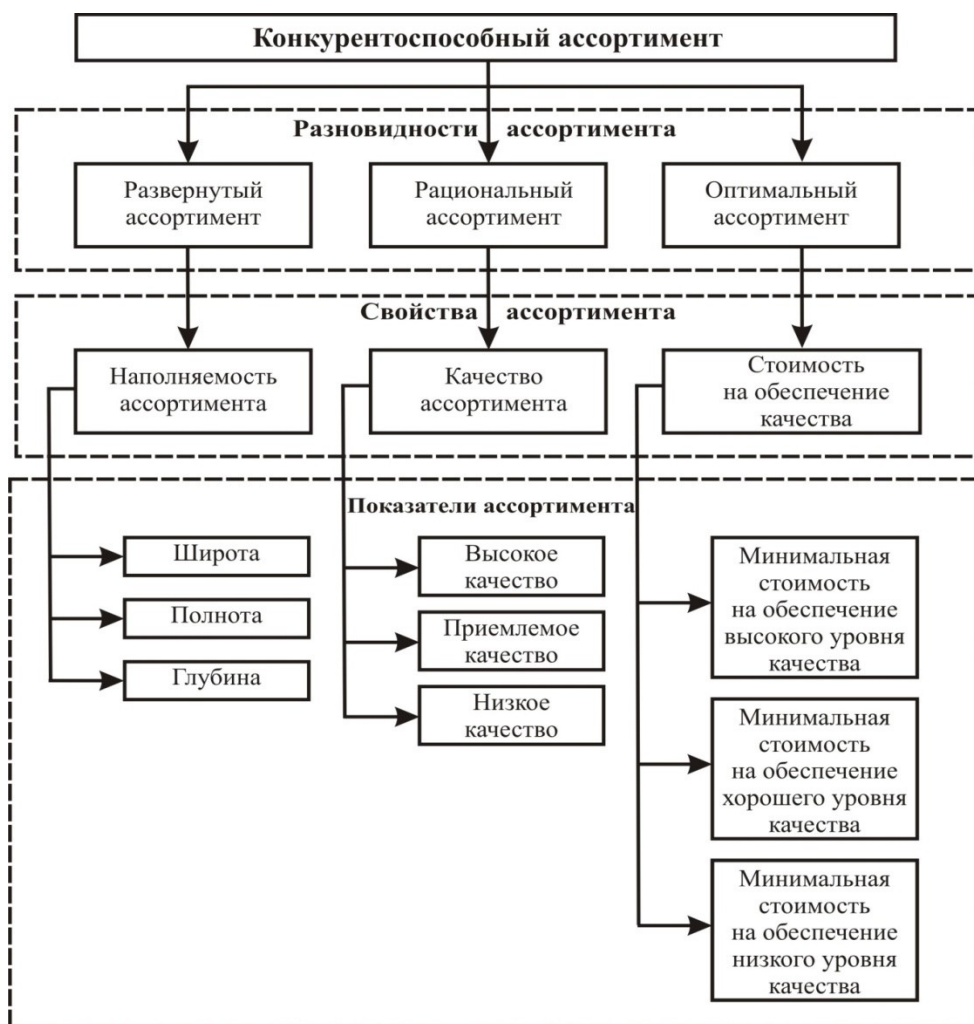 Конкурентоспособный ассортимент
Разновидности ассортимента
Развернутый
ассортимент
Рациональный
ассортимент
Оптимальный
ассортимент
Свойства ассортимента
Наполняемость
ассортимента
Качество
ассортимента
Стоимость
на обеспечение
качества
Показатели ассортимента
Широта
Полнота
Глубина
Высокое
качество
Приемлемое
качество
Низкое
качество
Минимальная
стоимость
на обеспечение
высокого уровня
качества
Минимальная
стоимость
на обеспечение
хорошего уровня
качества
Минимальная
стоимость
на обеспечение
низкого уровня
качества